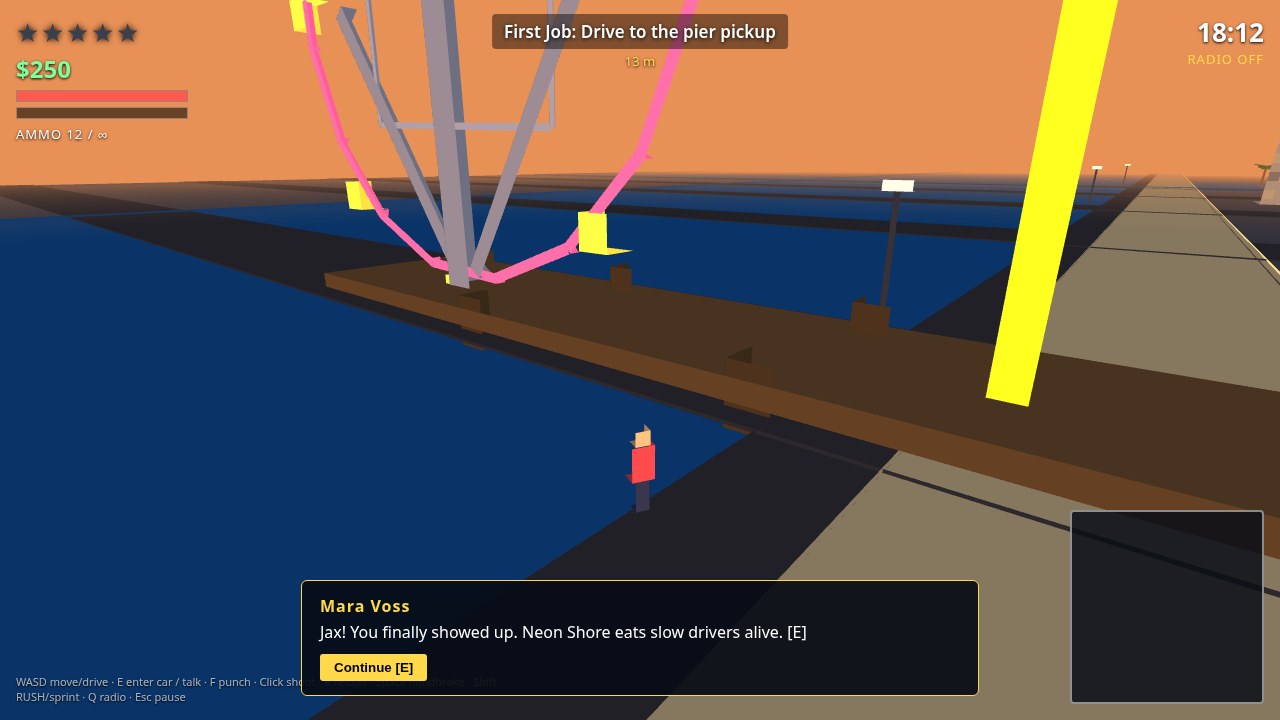 First Job: Drive to the pier pickup
13 m
18:12
RADIO OFF
$250
AMMO 12 / ∞
Mara Voss
Jax! You finally showed up. Neon Shore eats slow drivers alive. [E]
Continue [E]
WASD move/drive · E enter car / talk · F punch · Click shoot
RUSH/sprint · Q radio · Esc pause